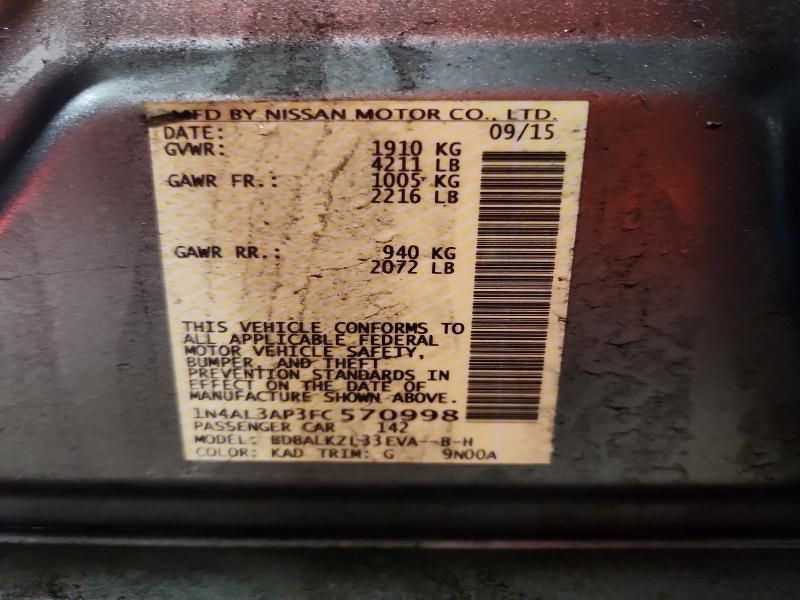 MFD BY NISSAN MOTOR CO., LTD.
DATE: 09/15
GVWR: 1910 KG
4211 LB
GAWR FR.: 1005 KG
2216 LB
GAWR RR.: 940 KG
2072 LB
THIS VEHICLE CONFORMS TO
ALL APPLICABLE FEDERAL
MOTOR VEHICLE SAFETY,
BUMPER, AND THEFT
PREVENTION STANDARDS IN
EFFECT ON THE DATE OF
MANUFACTURE SHOWN ABOVE.
1N4AL3AP3FC570998
PASSENGER CAR 142
MODEL: BDBALKZL33EVA--B-H
COLOR: KAD TRIM: G 9N00A